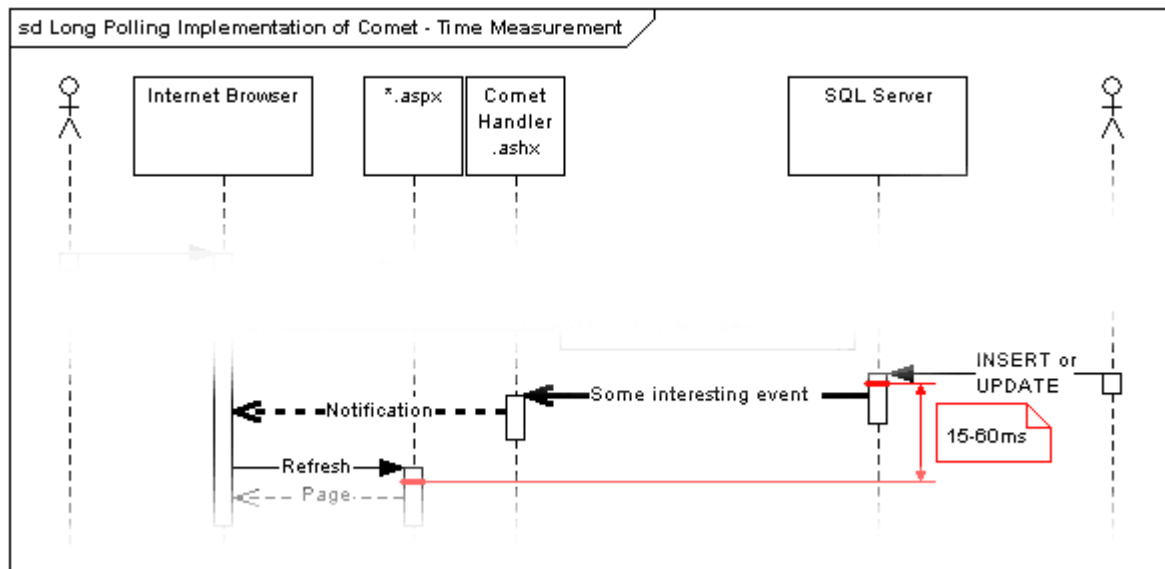 sd Long Polling Implementation of Comet - Time Measurement
Internet Browser
*.aspx
Comet
Handler
.ashx
SQL Server
INSERT or
UPDATE
Some interesting event
Notification
15-60ms
Refresh
Page